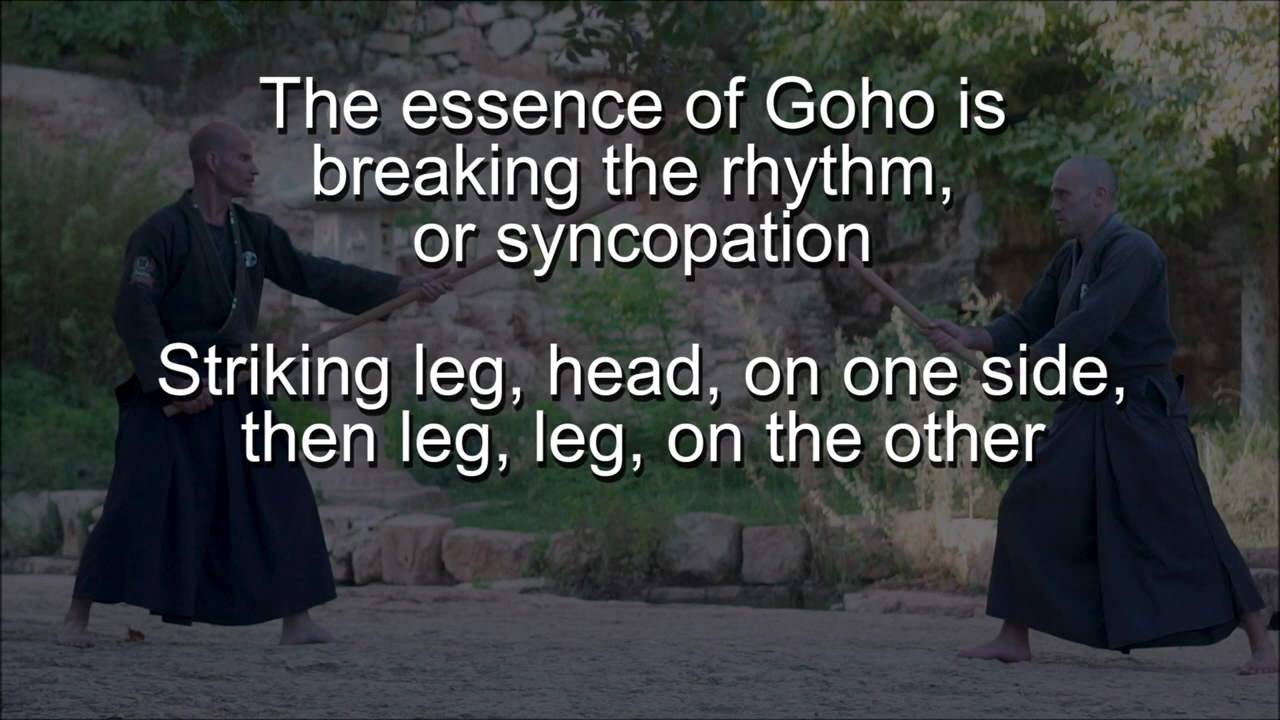 The essence of Goho is
breaking the rhythm,
or syncopation
Striking leg, head, on one side,
then leg, leg, on the other